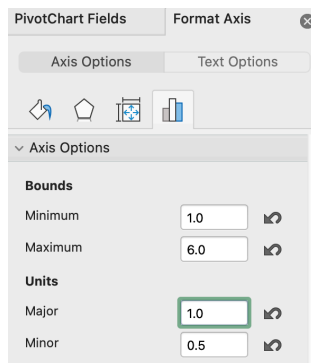 PivotChart Fields Format Axis
Axis Options Text Options
Axis Options
Bounds
Minimum 1.0
Maximum 6.0
Units
Major 1.0
Minor 0.5